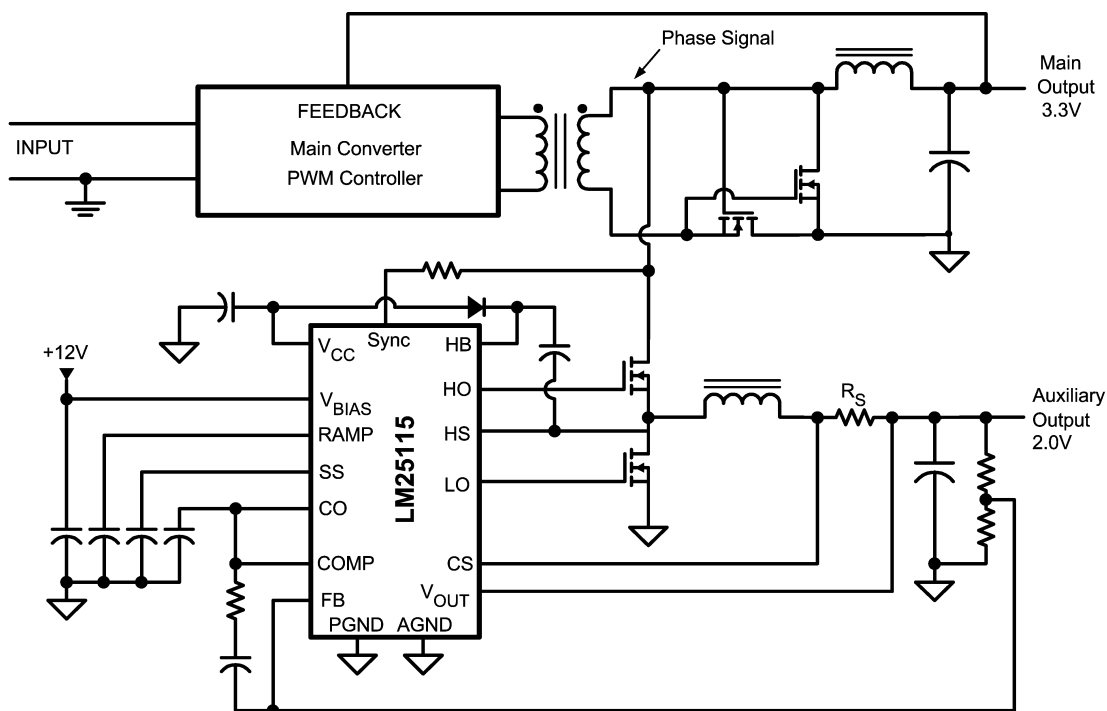 Phase Signal
Main
Output
3.3V
FEEDBACK
Main Converter
PWM Controller
INPUT
+12V
Sync
VCC
HB
VBIAS
HO
RAMP
HS
SS
LO
CO
LM25115
COMP
CS
FB
VOUT
PGND
AGND
RS
Auxiliary
Output
2.0V